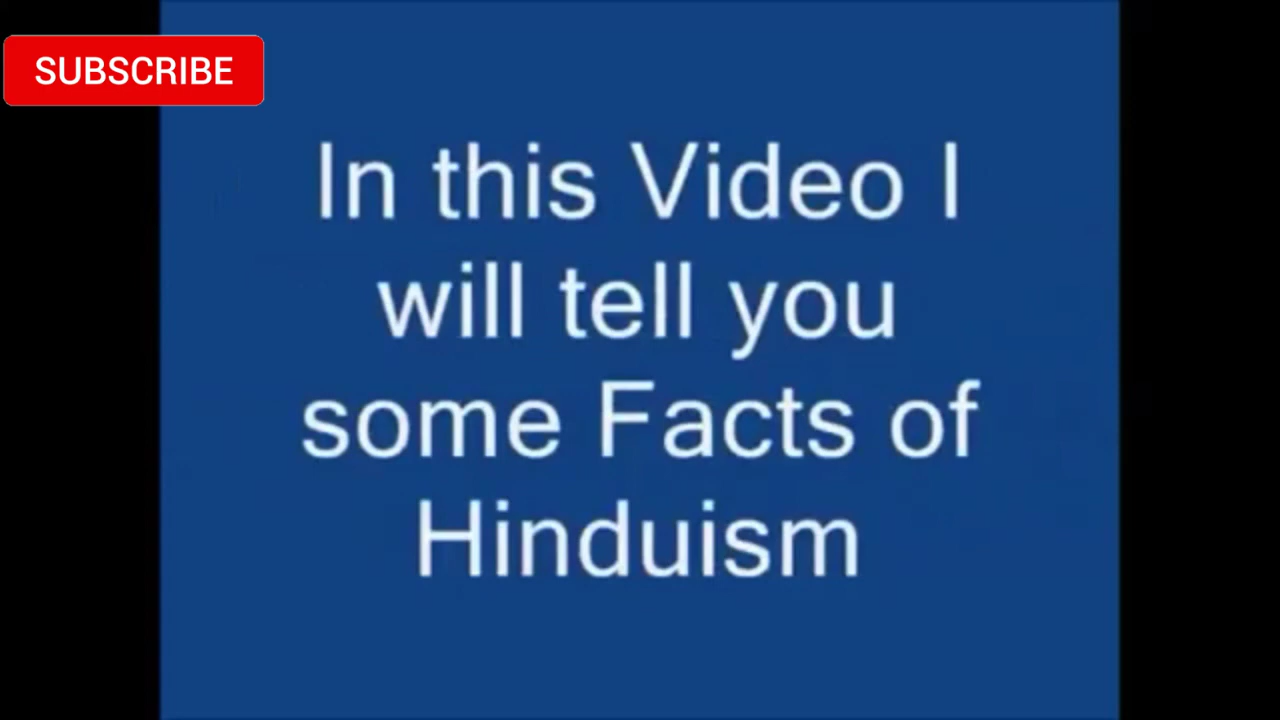 SUBSCRIBE
In this Video I
will tell you
some Facts of
Hinduism